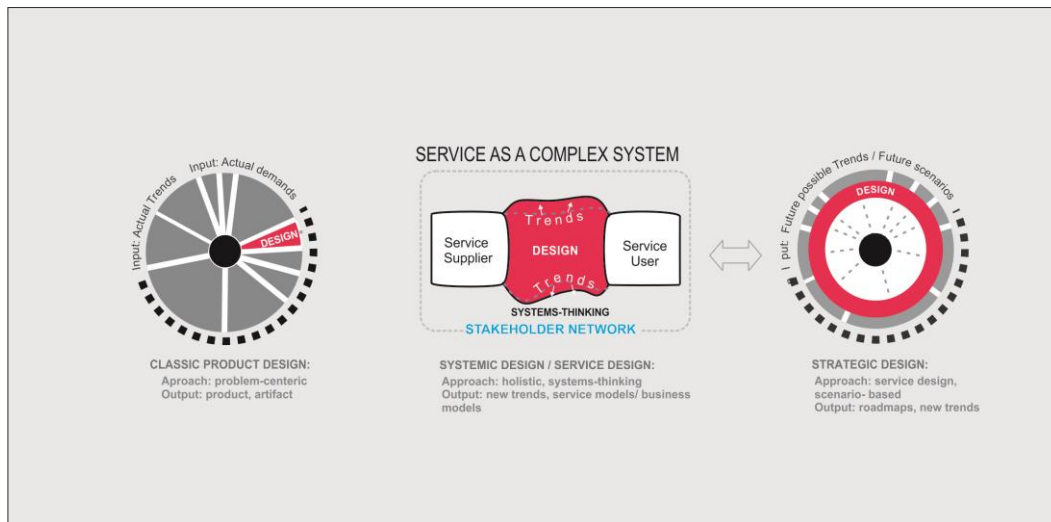 SERVICE AS A COMPLEX SYSTEM
Input: Actual Trends
Input: Actual demands
DESIGN
Service
Supplier
Trends
DESIGN
Trends
Service
User
SYSTEMS-THINKING
STAKEHOLDER NETWORK
I put: Future possible Trends / Future scenarios
DESIGN
CLASSIC PRODUCT DESIGN:
Aproach: problem-centeric
Output: product, artifact
SYSTEMIC DESIGN / SERVICE DESIGN:
Approach: holistic, systems-thinking
Output: new trends, service models/ business
models
STRATEGIC DESIGN:
Approach: service design,
scenario- based
Output: roadmaps, new trends